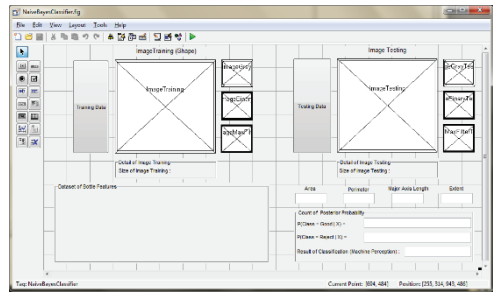 NaiveBayesClassifier.fig
File Edit View Layout Tools Help
ImageTraining (Shape)
Image Testing
Training Data
ImageTraining
Testing Data
ImageTesting
Detail of Image Training
Size of Image Training :
Detail of Image Testing
Size of Image Testing :
Dataset of Bottle Features
Area
Perimeter
Major Axis Length
Extent
Count of Posterior Probability
P(Class = Good | X) =
P(Class = Reject | X) =
Result of Classification (Machine Perception) :
Tag: NaiveBayesClassifier
Current Point: [604, 484]
Position: [235, 314, 943, 486]